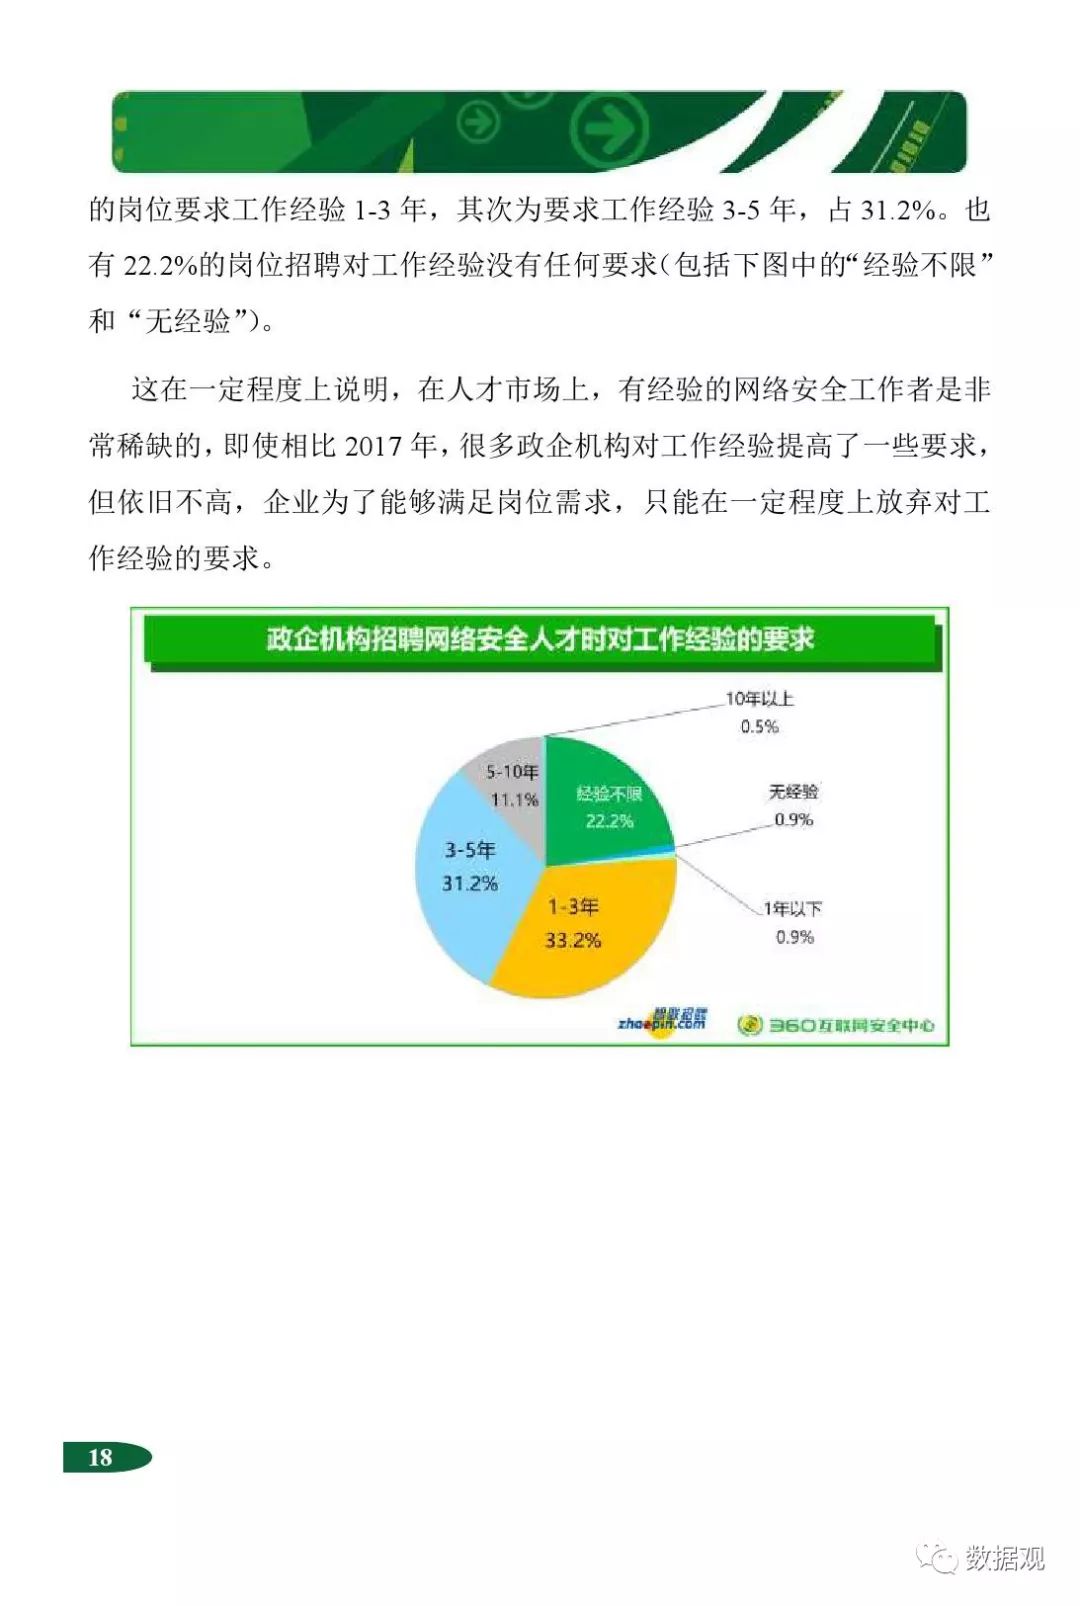 的岗位要求工作经验 1-3 年，其次为要求工作经验 3-5 年，占 31.2%。也
有 22.2%的岗位招聘对工作经验没有任何要求（包括下图中的“经验不限”
和“无经验”）。
这在一定程度上说明，在人才市场上，有经验的网络安全工作者是非
常稀缺的，即使相比 2017 年，很多政企机构对工作经验提高了一些要求，
但依旧不高，企业为了能够满足岗位需求，只能在一定程度上放弃对工
作经验的要求。
政企机构招聘网络安全人才时对工作经验的要求
10年以上
0.5%
5-10年
11.1%
经验不限
22.2%
无经验
0.9%
3-5年
31.2%
1-3年
33.2%
1年以下
0.9%
智联招聘
zhaopin.com
360互联网安全中心
18
数据观